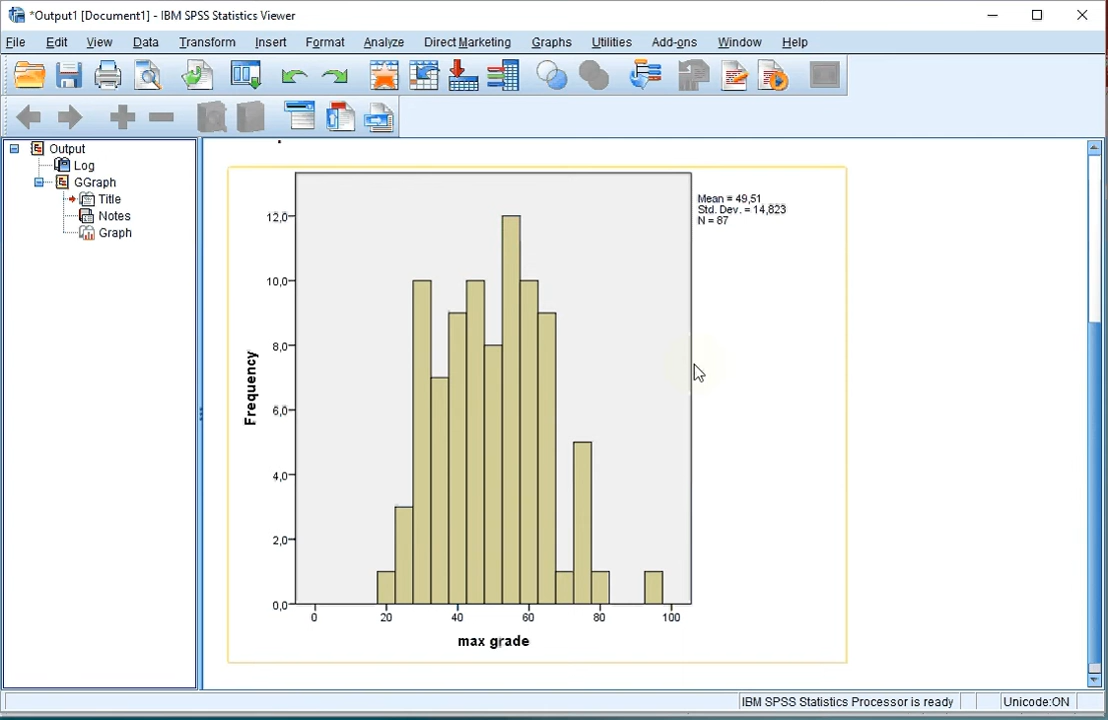 *Output1 [Document1] - IBM SPSS Statistics Viewer
File Edit View Data Transform Insert Format Analyze Direct Marketing Graphs Utilities Add-ons Window Help
Output
Log
GGraph
Title
Notes
Graph
Mean = 49,51
Std. Dev. = 14,823
N = 87
12,0
10,0
8,0
6,0
4,0
2,0
0,0
Frequency
0 20 40 60 80 100
max grade
IBM SPSS Statistics Processor is ready
Unicode:ON